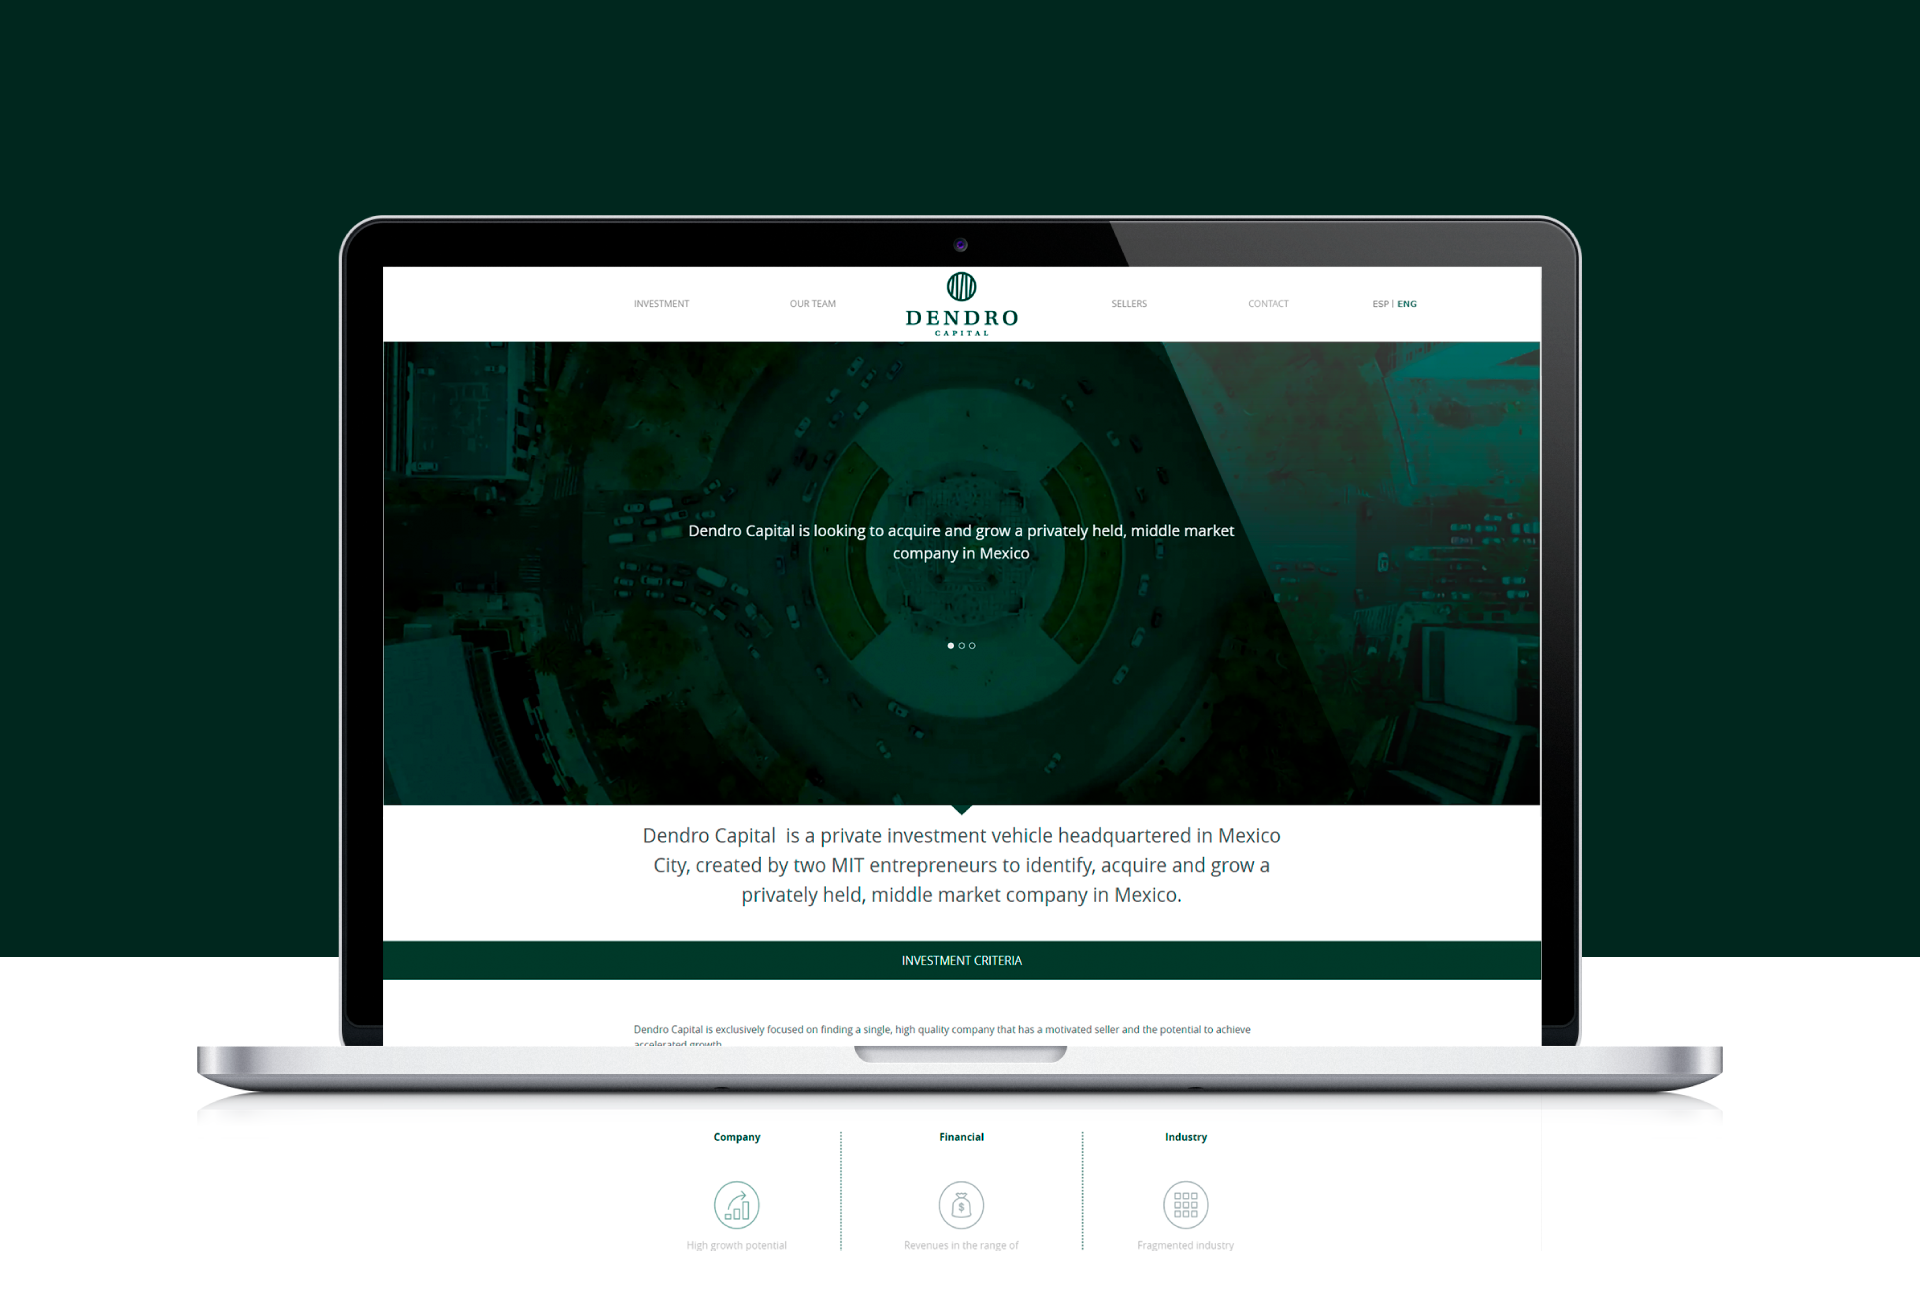 INVESTMENT
OUR TEAM
DENDRO
CAPITAL
SELLERS
CONTACT
ESP | ENG
Dendro Capital is looking to acquire and grow a privately held, middle market
company in Mexico
Dendro Capital is a private investment vehicle headquartered in Mexico
City, created by two MIT entrepreneurs to identify, acquire and grow a
privately held, middle market company in Mexico.
INVESTMENT CRITERIA
Dendro Capital is exclusively focused on finding a single, high quality company that has a motivated seller and the potential to achieve
accelerated growth
Company
Financial
Industry
$
High growth potential
Revenues in the range of
Fragmented industry